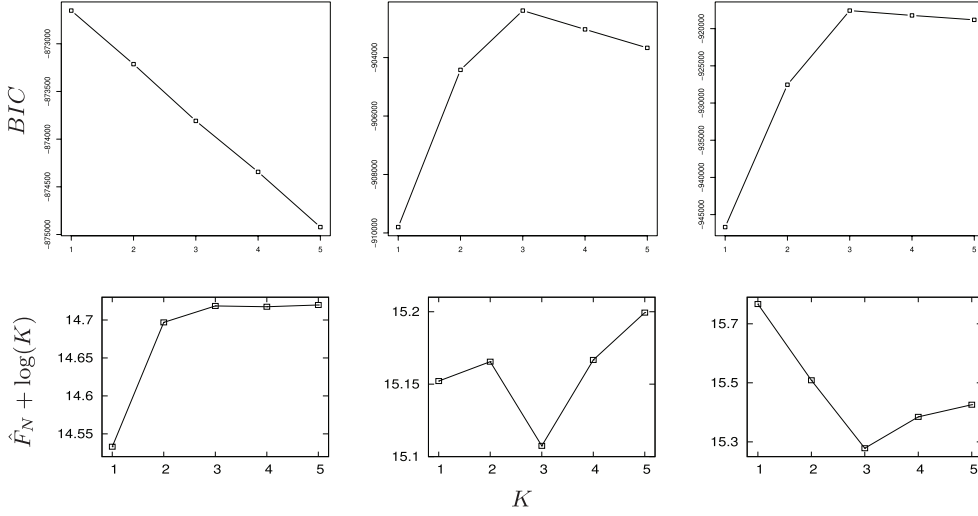 BIC
-873000
-873500
-874000
-874500
-875000
1 2 3 4 5
-904000
-906000
-908000
-910000
1 2 3 4 5
-920000
-925000
-930000
-935000
-940000
-945000
1 2 3 4 5
F̂_N + log(K)
14.7
14.65
14.6
14.55
1 2 3 4 5
15.2
15.15
15.1
1 2 3 4 5
15.7
15.5
15.3
1 2 3 4 5
K